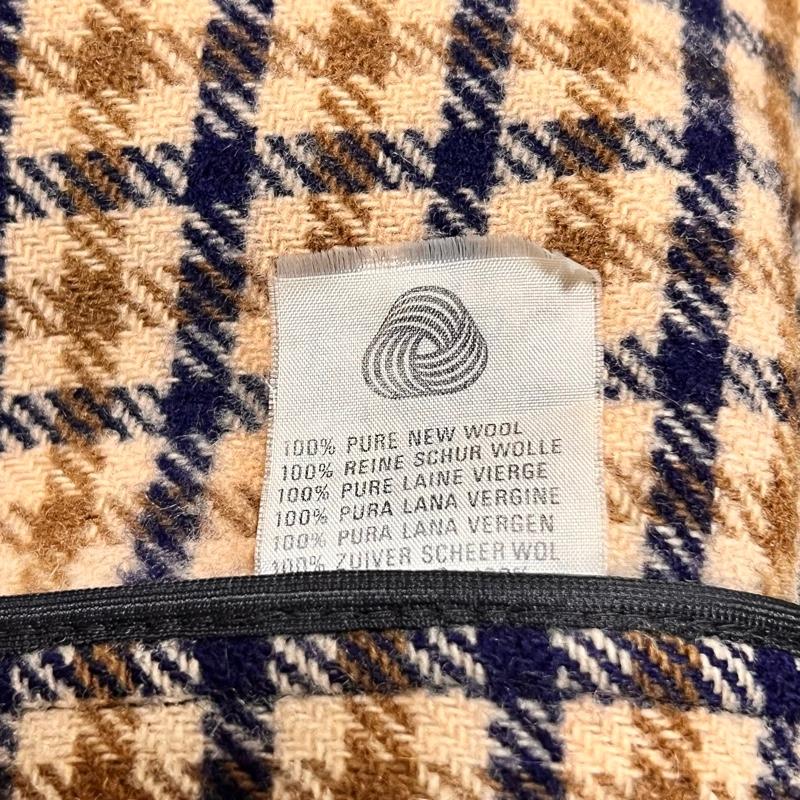 100% PURE NEW WOOL
100% REINE SCHUR WOLLE
100% PURE LAINE VIERGE
100% PURA LANA VERGINE
100% PURA LANA VERGEN
100% ZUIVER SCHEER WOL